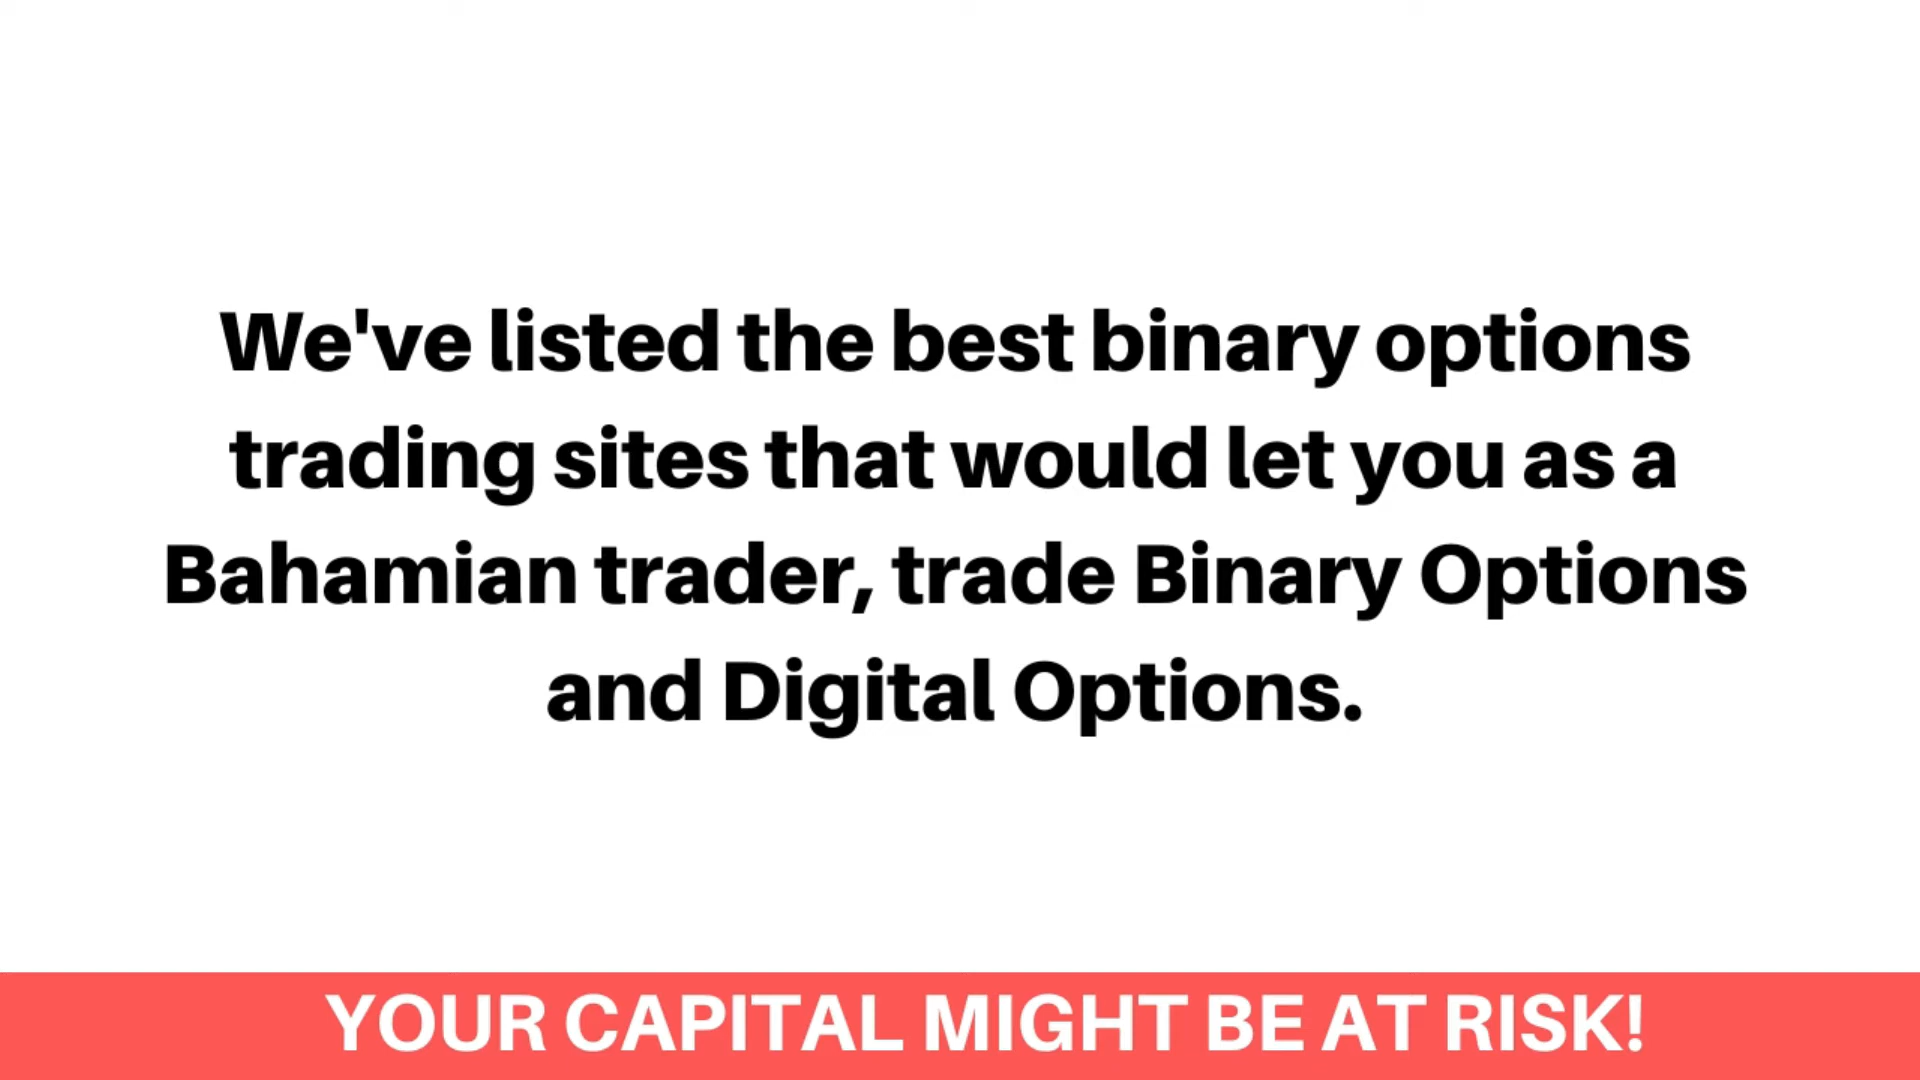 We've listed the best binary options
trading sites that would let you as a
Bahamian trader, trade Binary Options
and Digital Options.
YOUR CAPITAL MIGHT BE AT RISK!